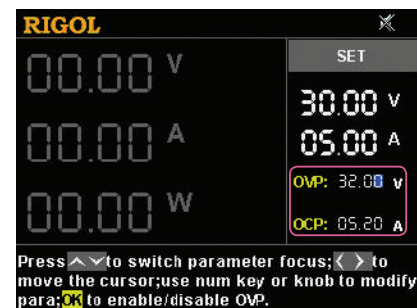 RIGOL
SET
00.00 V
30.00 V
00.00 A
05.00 A
OVP: 32.00 V
00.00 W
OCP: 05.20 A
Press ︿ ﹀ to switch parameter focus; 〈 〉 to
move the cursor;use num key or knob to modify
para;OK to enable/disable OVP.